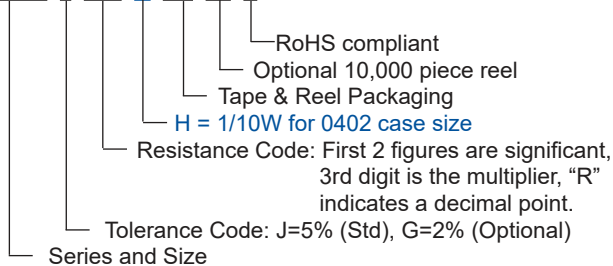 RoHS compliant
Optional 10,000 piece reel
Tape & Reel Packaging
H = 1/10W for 0402 case size
Resistance Code: First 2 figures are significant,
3rd digit is the multiplier, “R”
indicates a decimal point.
Tolerance Code: J=5% (Std), G=2% (Optional)
Series and Size